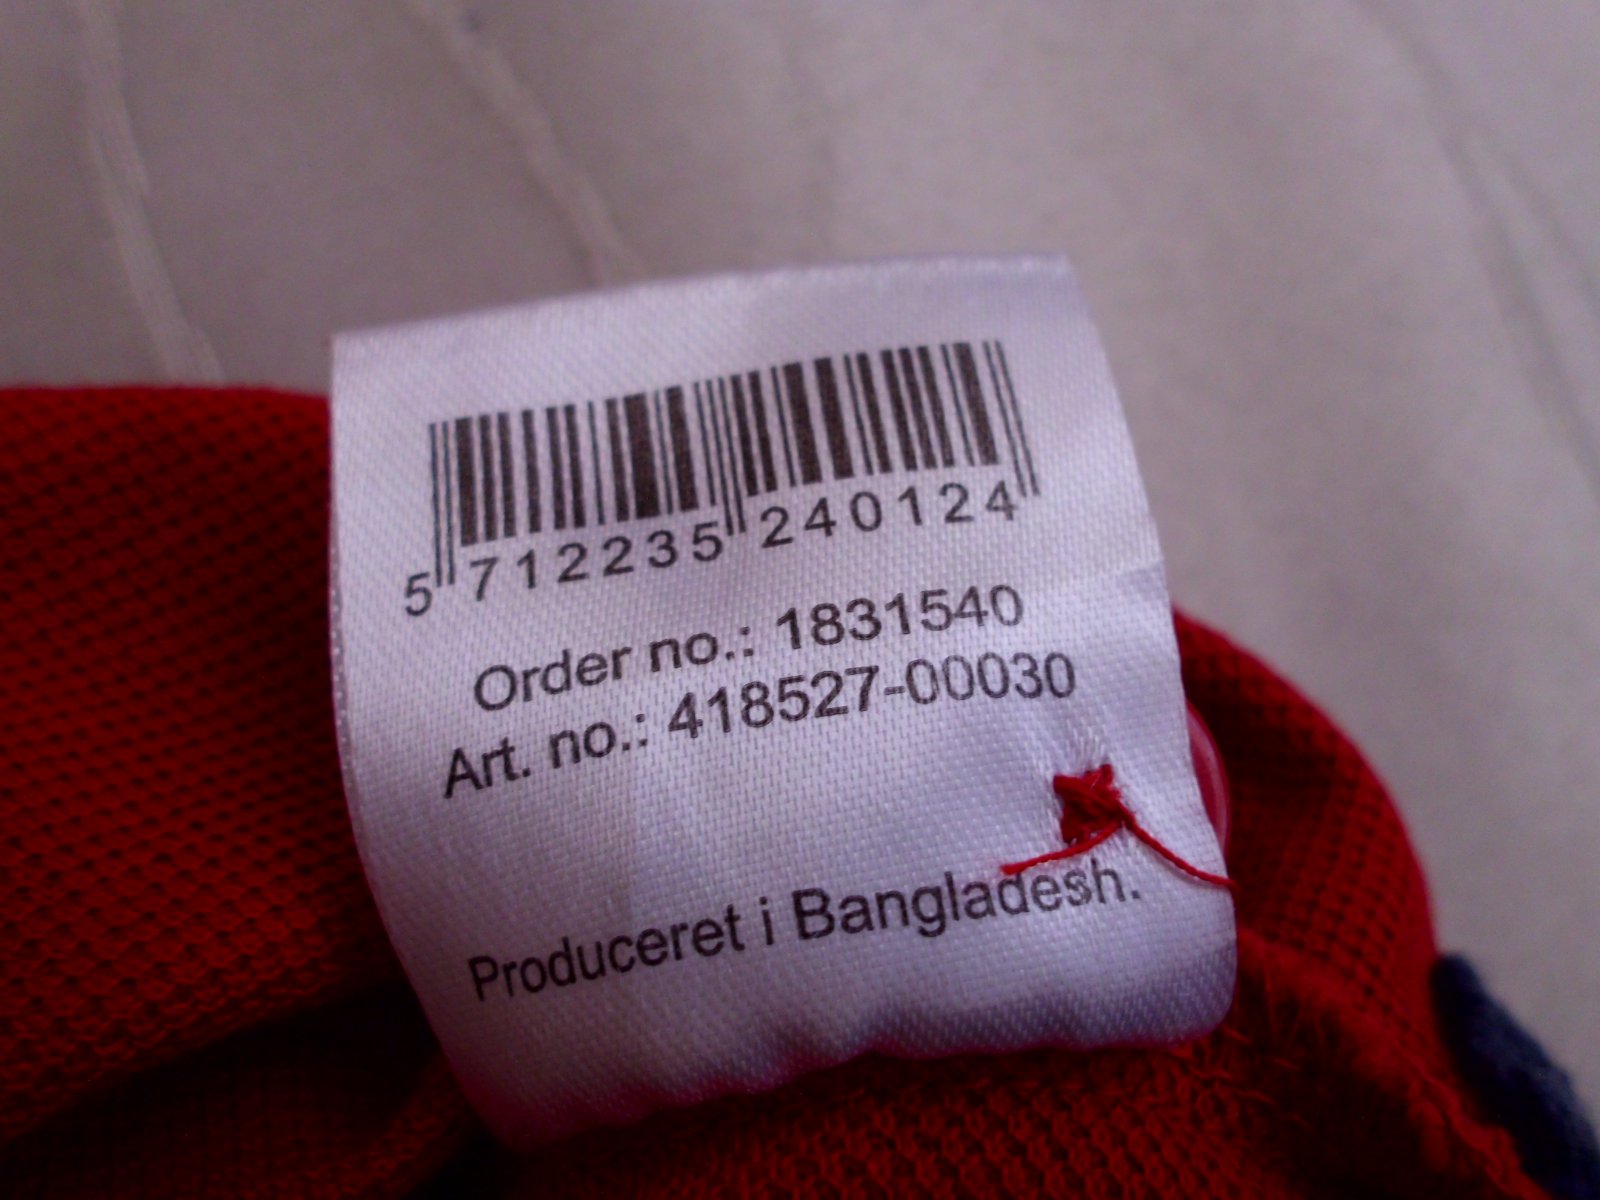 5 712235 240124
Order no.: 1831540
Art. no.: 418527-00030
Produceret i Bangladesh.